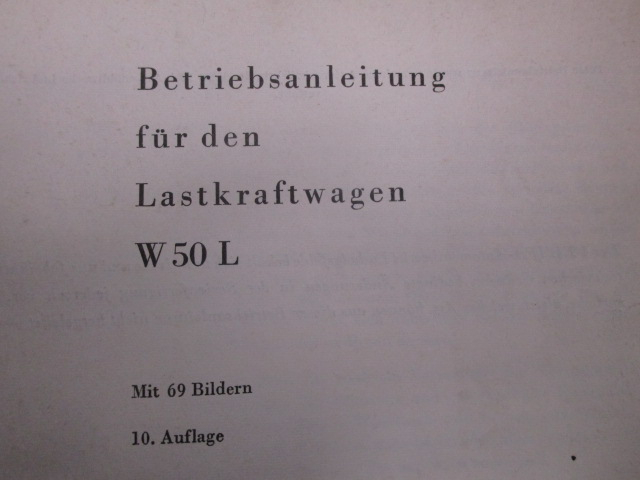 Betriebsanleitung
für den
Lastkraftwagen
W 50 L
Mit 69 Bildern
10. Auflage